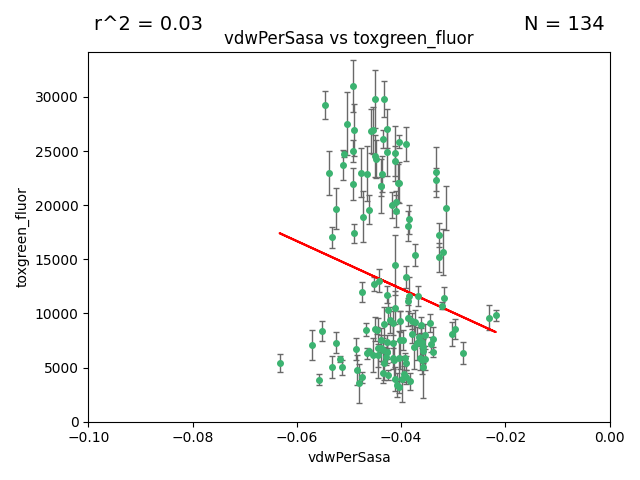 r^2 = 0.03
N = 134
vdwPerSasa vs toxgreen_fluor
toxgreen_fluor
30000
25000
20000
15000
10000
5000
0
−0.10
−0.08
−0.06
−0.04
−0.02
0.00
vdwPerSasa